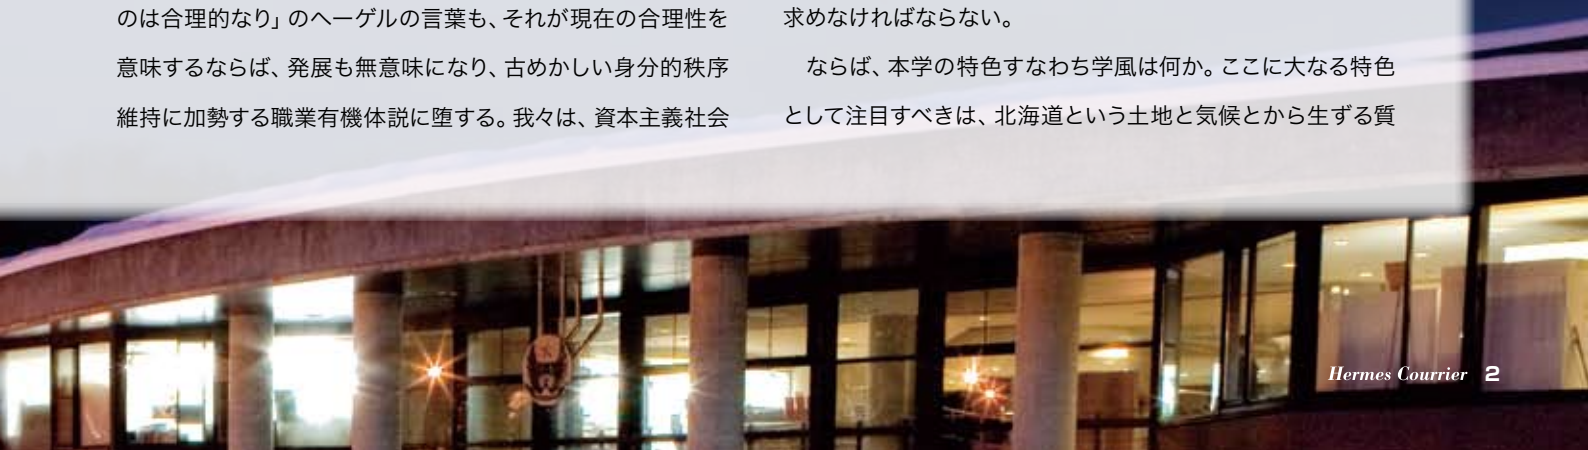 のは合理的なり」のヘーゲルの言葉も、それが現在の合理性を
意味するならば、発展も無意味になり、古めかしい身分的秩序
維持に加勢する職業有機体説に堕する。我々は、資本主義社会
求めなければならない。
ならば、本学の特色すなわち学風は何か。ここに大なる特色
として注目すべきは、北海道という土地と気候とから生ずる質
Hermes Courrier 2